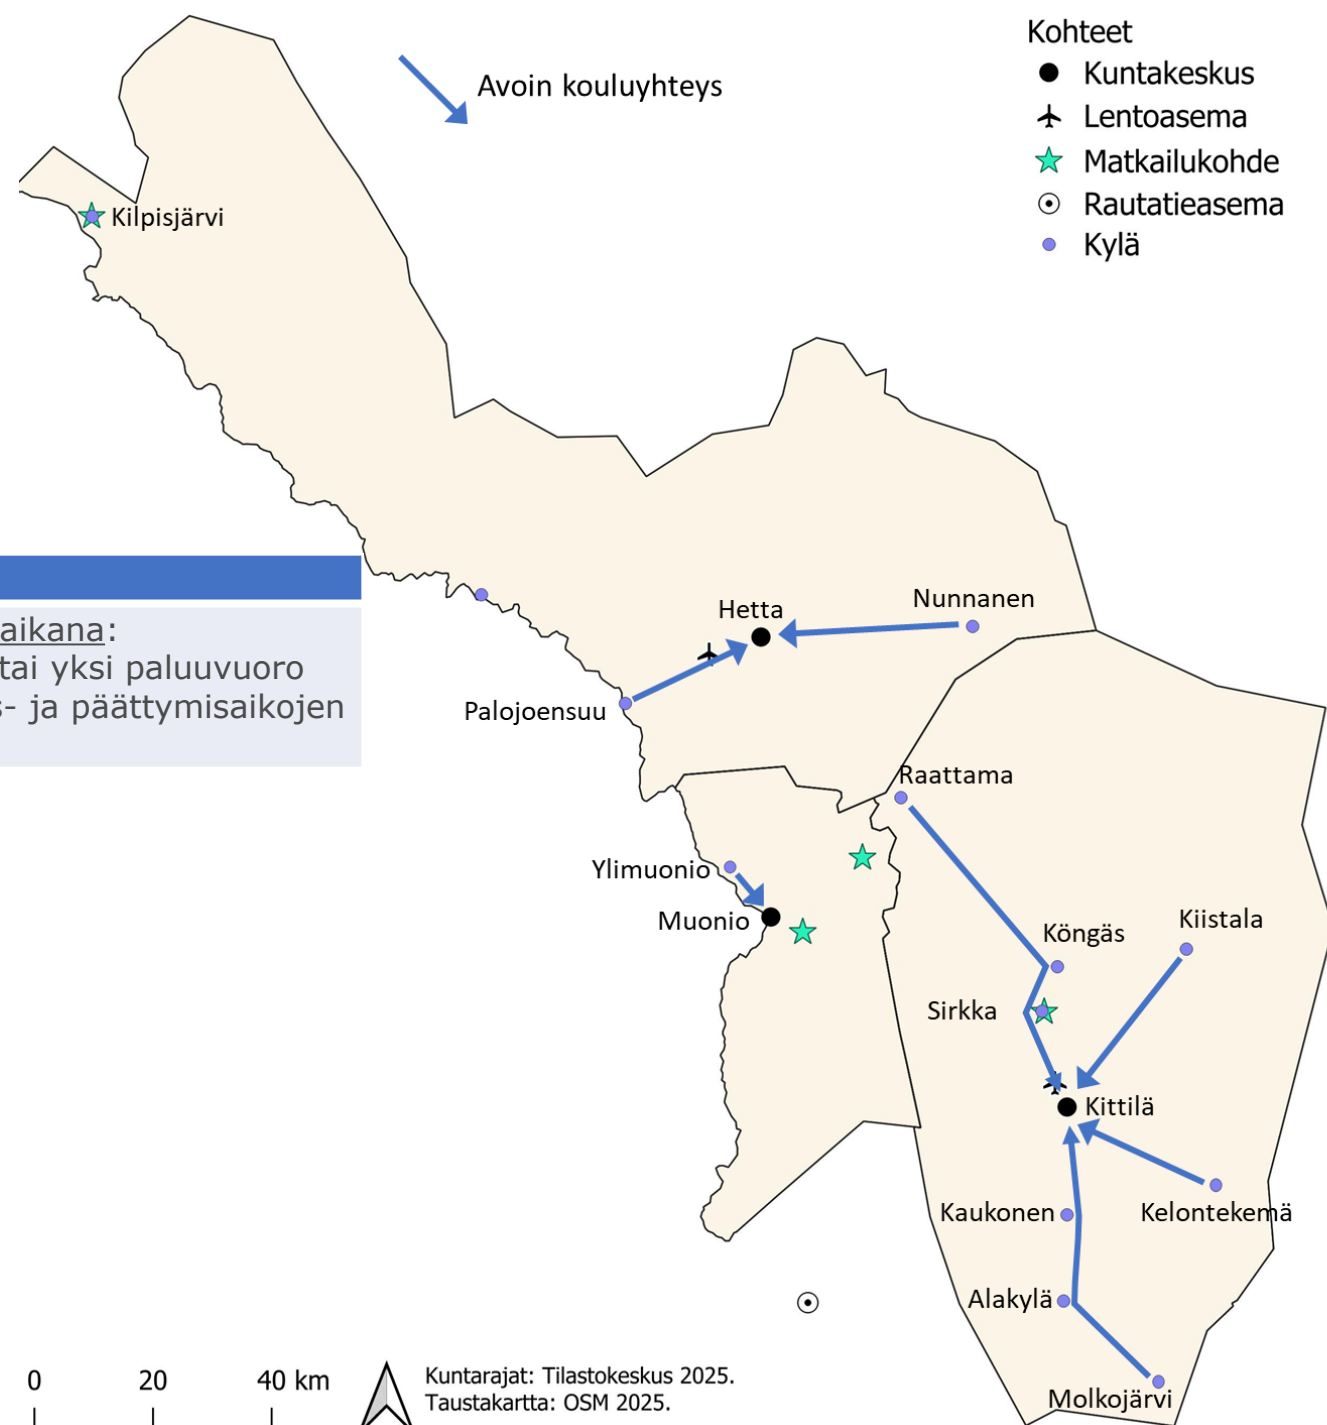 Kohteet
Kuntakeskus
Lentoasema
Matkailukohde
Rautatieasema
Kylä
Avoin kouluyhteys
Kilpisjärvi
aikana:
tai yksi paluuvuoro
s- ja päättymisaikojen
Hetta
Nunnanen
Palojoensuu
Raattama
Ylimuonio
Muonio
Köngäs
Kiistala
Sirkka
Kittilä
Kaukonen
Kelontekemä
Alakylä
Molkojärvi
0 20 40 km
Kuntarajat: Tilastokeskus 2025.
Taustakartta: OSM 2025.